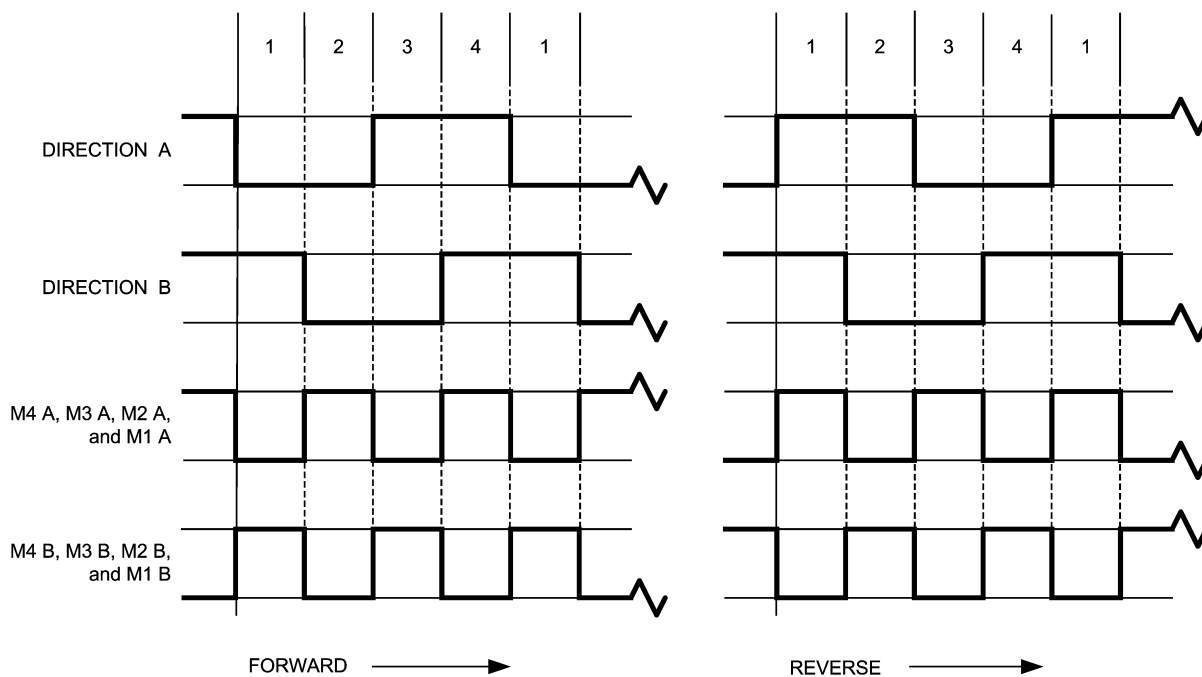 1 2 3 4 1 1 2 3 4 1
DIRECTION A
DIRECTION B
M4 A, M3 A, M2 A,
and M1 A
M4 B, M3 B, M2 B,
and M1 B
FORWARD REVERSE